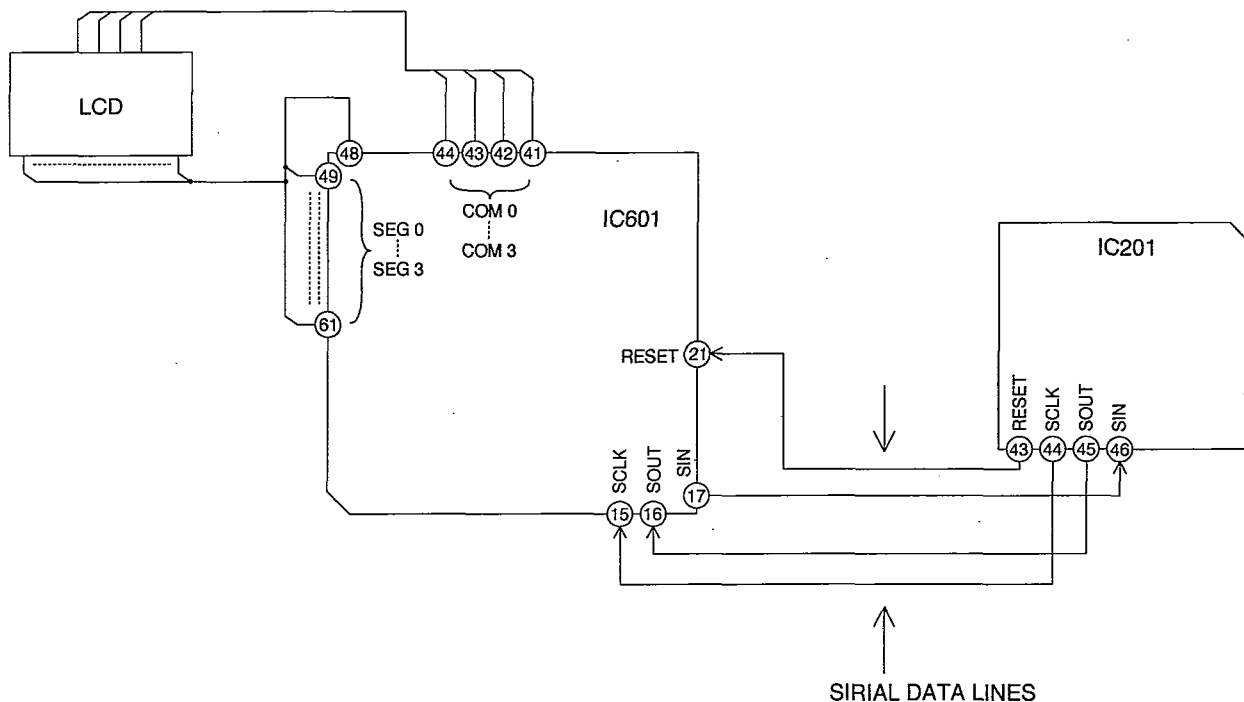 LCD
48
44 43 42 41
49
COM 0
COM 3
SEG 0
SEG 3
IC601
IC201
61
RESET 21
RESET
SCLK
SOUT
SIN
43 44 45 46
SCLK
SOUT
SIN
17
15 16
SIRIAL DATA LINES